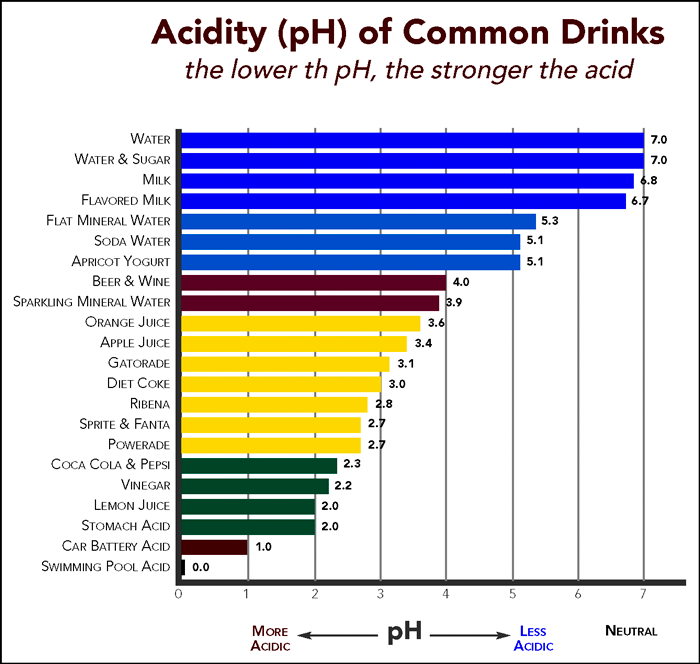 Acidity (pH) of Common Drinks
the lower th pH, the stronger the acid
WATER 7.0
WATER & SUGAR 7.0
MILK 6.8
FLAVORED MILK 6.7
FLAT MINERAL WATER 5.3
SODA WATER 5.1
APRICOT YOGURT 5.1
BEER & WINE 4.0
SPARKLING MINERAL WATER 3.9
ORANGE JUICE 3.6
APPLE JUICE 3.4
GATORADE 3.1
DIET COKE 3.0
RIBENA 2.8
SPRITE & FANTA 2.7
POWERADE 2.7
COCA COLA & PEPSI 2.3
VINEGAR 2.2
LEMON JUICE 2.0
STOMACH ACID 2.0
CAR BATTERY ACID 1.0
SWIMMING POOL ACID 0.0
0 1 2 3 4 5 6 7
MORE ACIDIC
pH
LESS ACIDIC
NEUTRAL